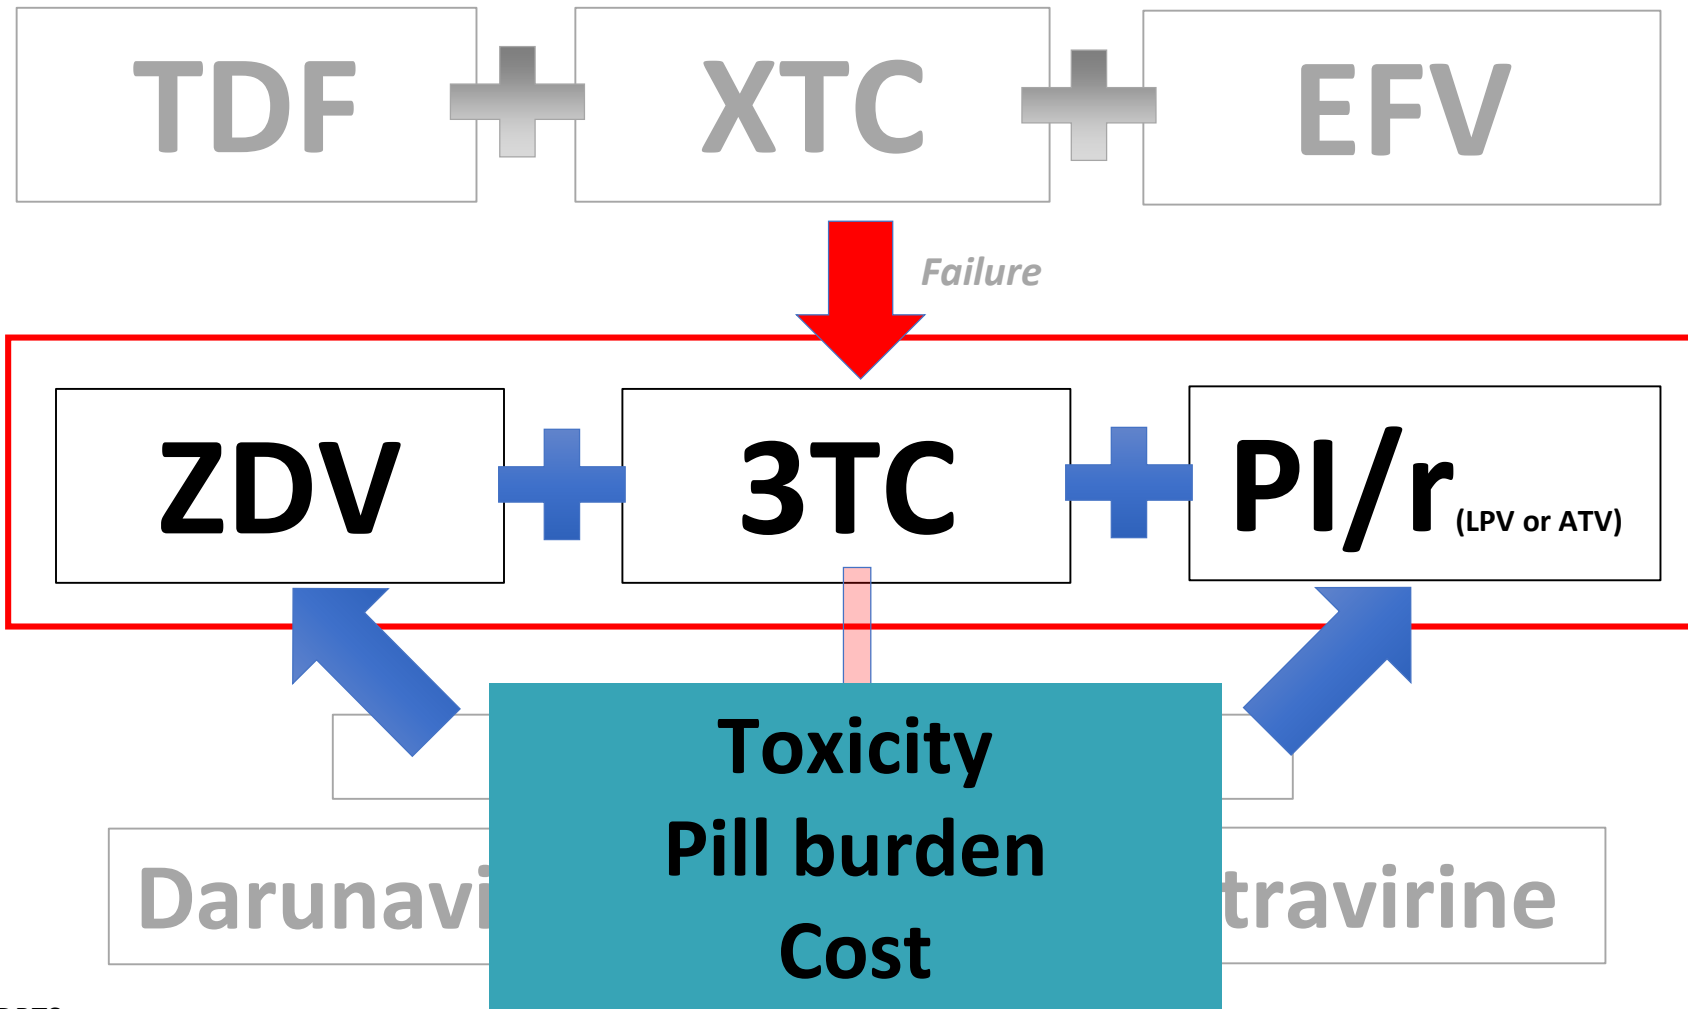 TDF XTC EFV
Failure
ZDV 3TC PI/r (LPV or ATV)
Toxicity
Pill burden
Darunavi travirine
Cost